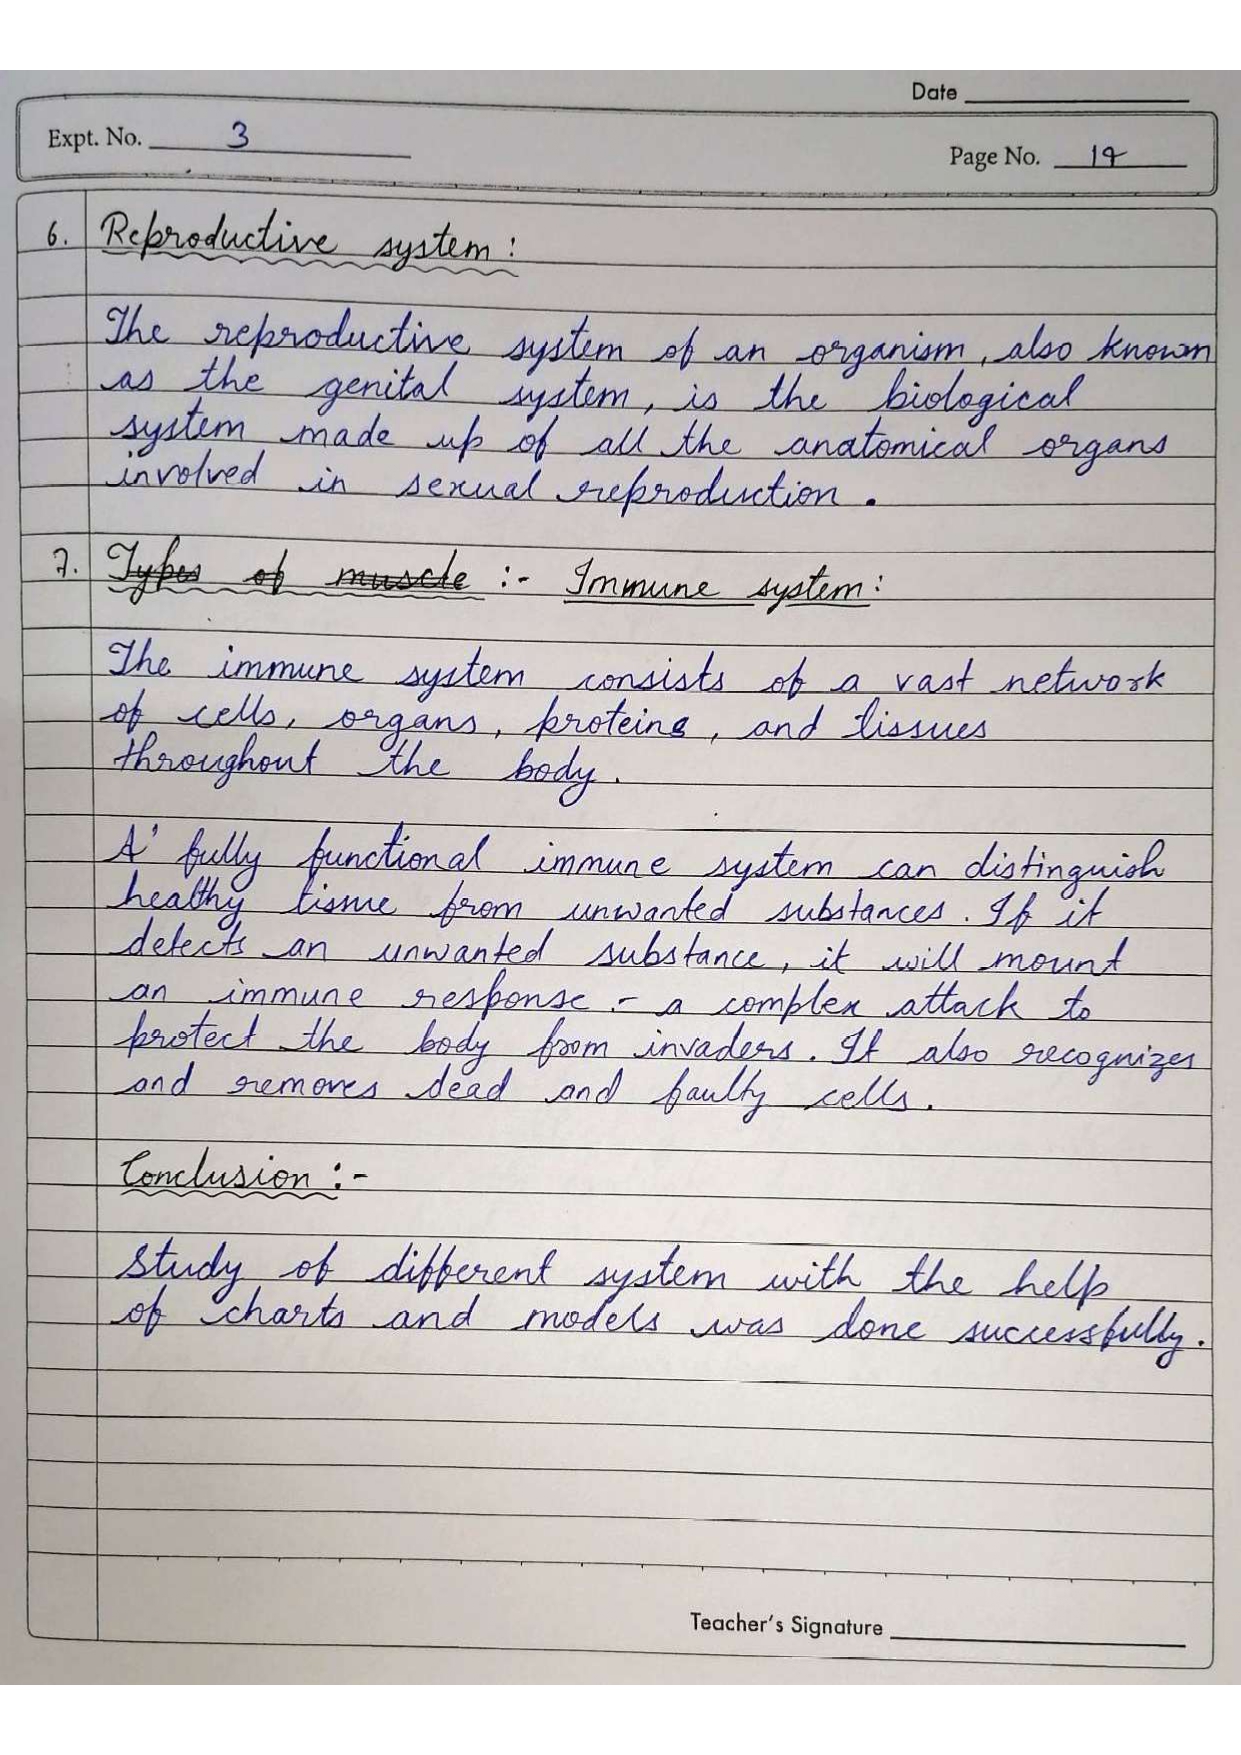 Date
Expt. No. 3
Page No. 19
6. Reproductive system :
The reproductive system of an organism, also known
as the genital system, is the biological
system made up of all the anatomical organs
involved in sexual reproduction.
7. Types of muscle :- Immune system :
The immune system consists of a vast network
of cells, organs, proteins, and tissues
throughout the body.
A fully functional immune system can distinguish
healthy tissue from unwanted substances. If it
detects an unwanted substance, it will mount
an immune response - a complex attack to
protect the body from invaders. It also recognizes
and removes dead and faulty cells.
Conclusion :-
Study of different system with the help
of charts and models was done successfully.
Teacher's Signature